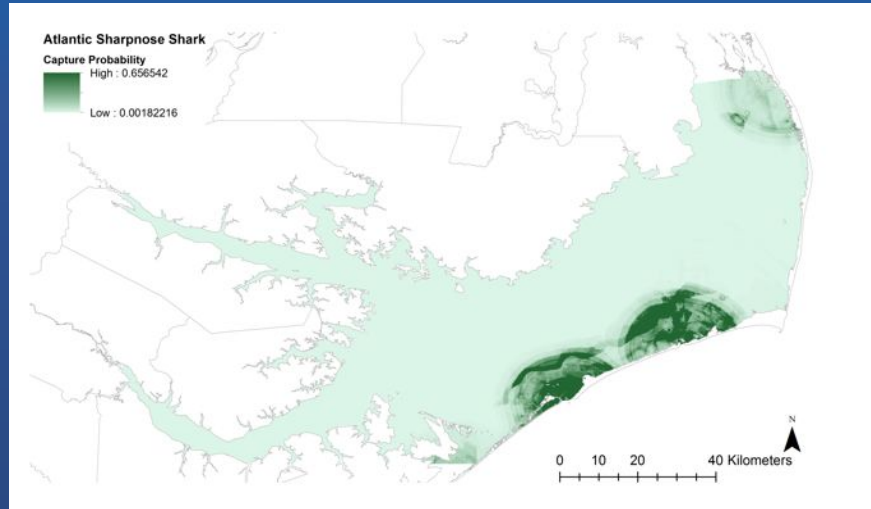 Atlantic Sharpnose Shark
Capture Probability
High : 0.656542
Low : 0.00182216
N
0 10 20 40 Kilometers